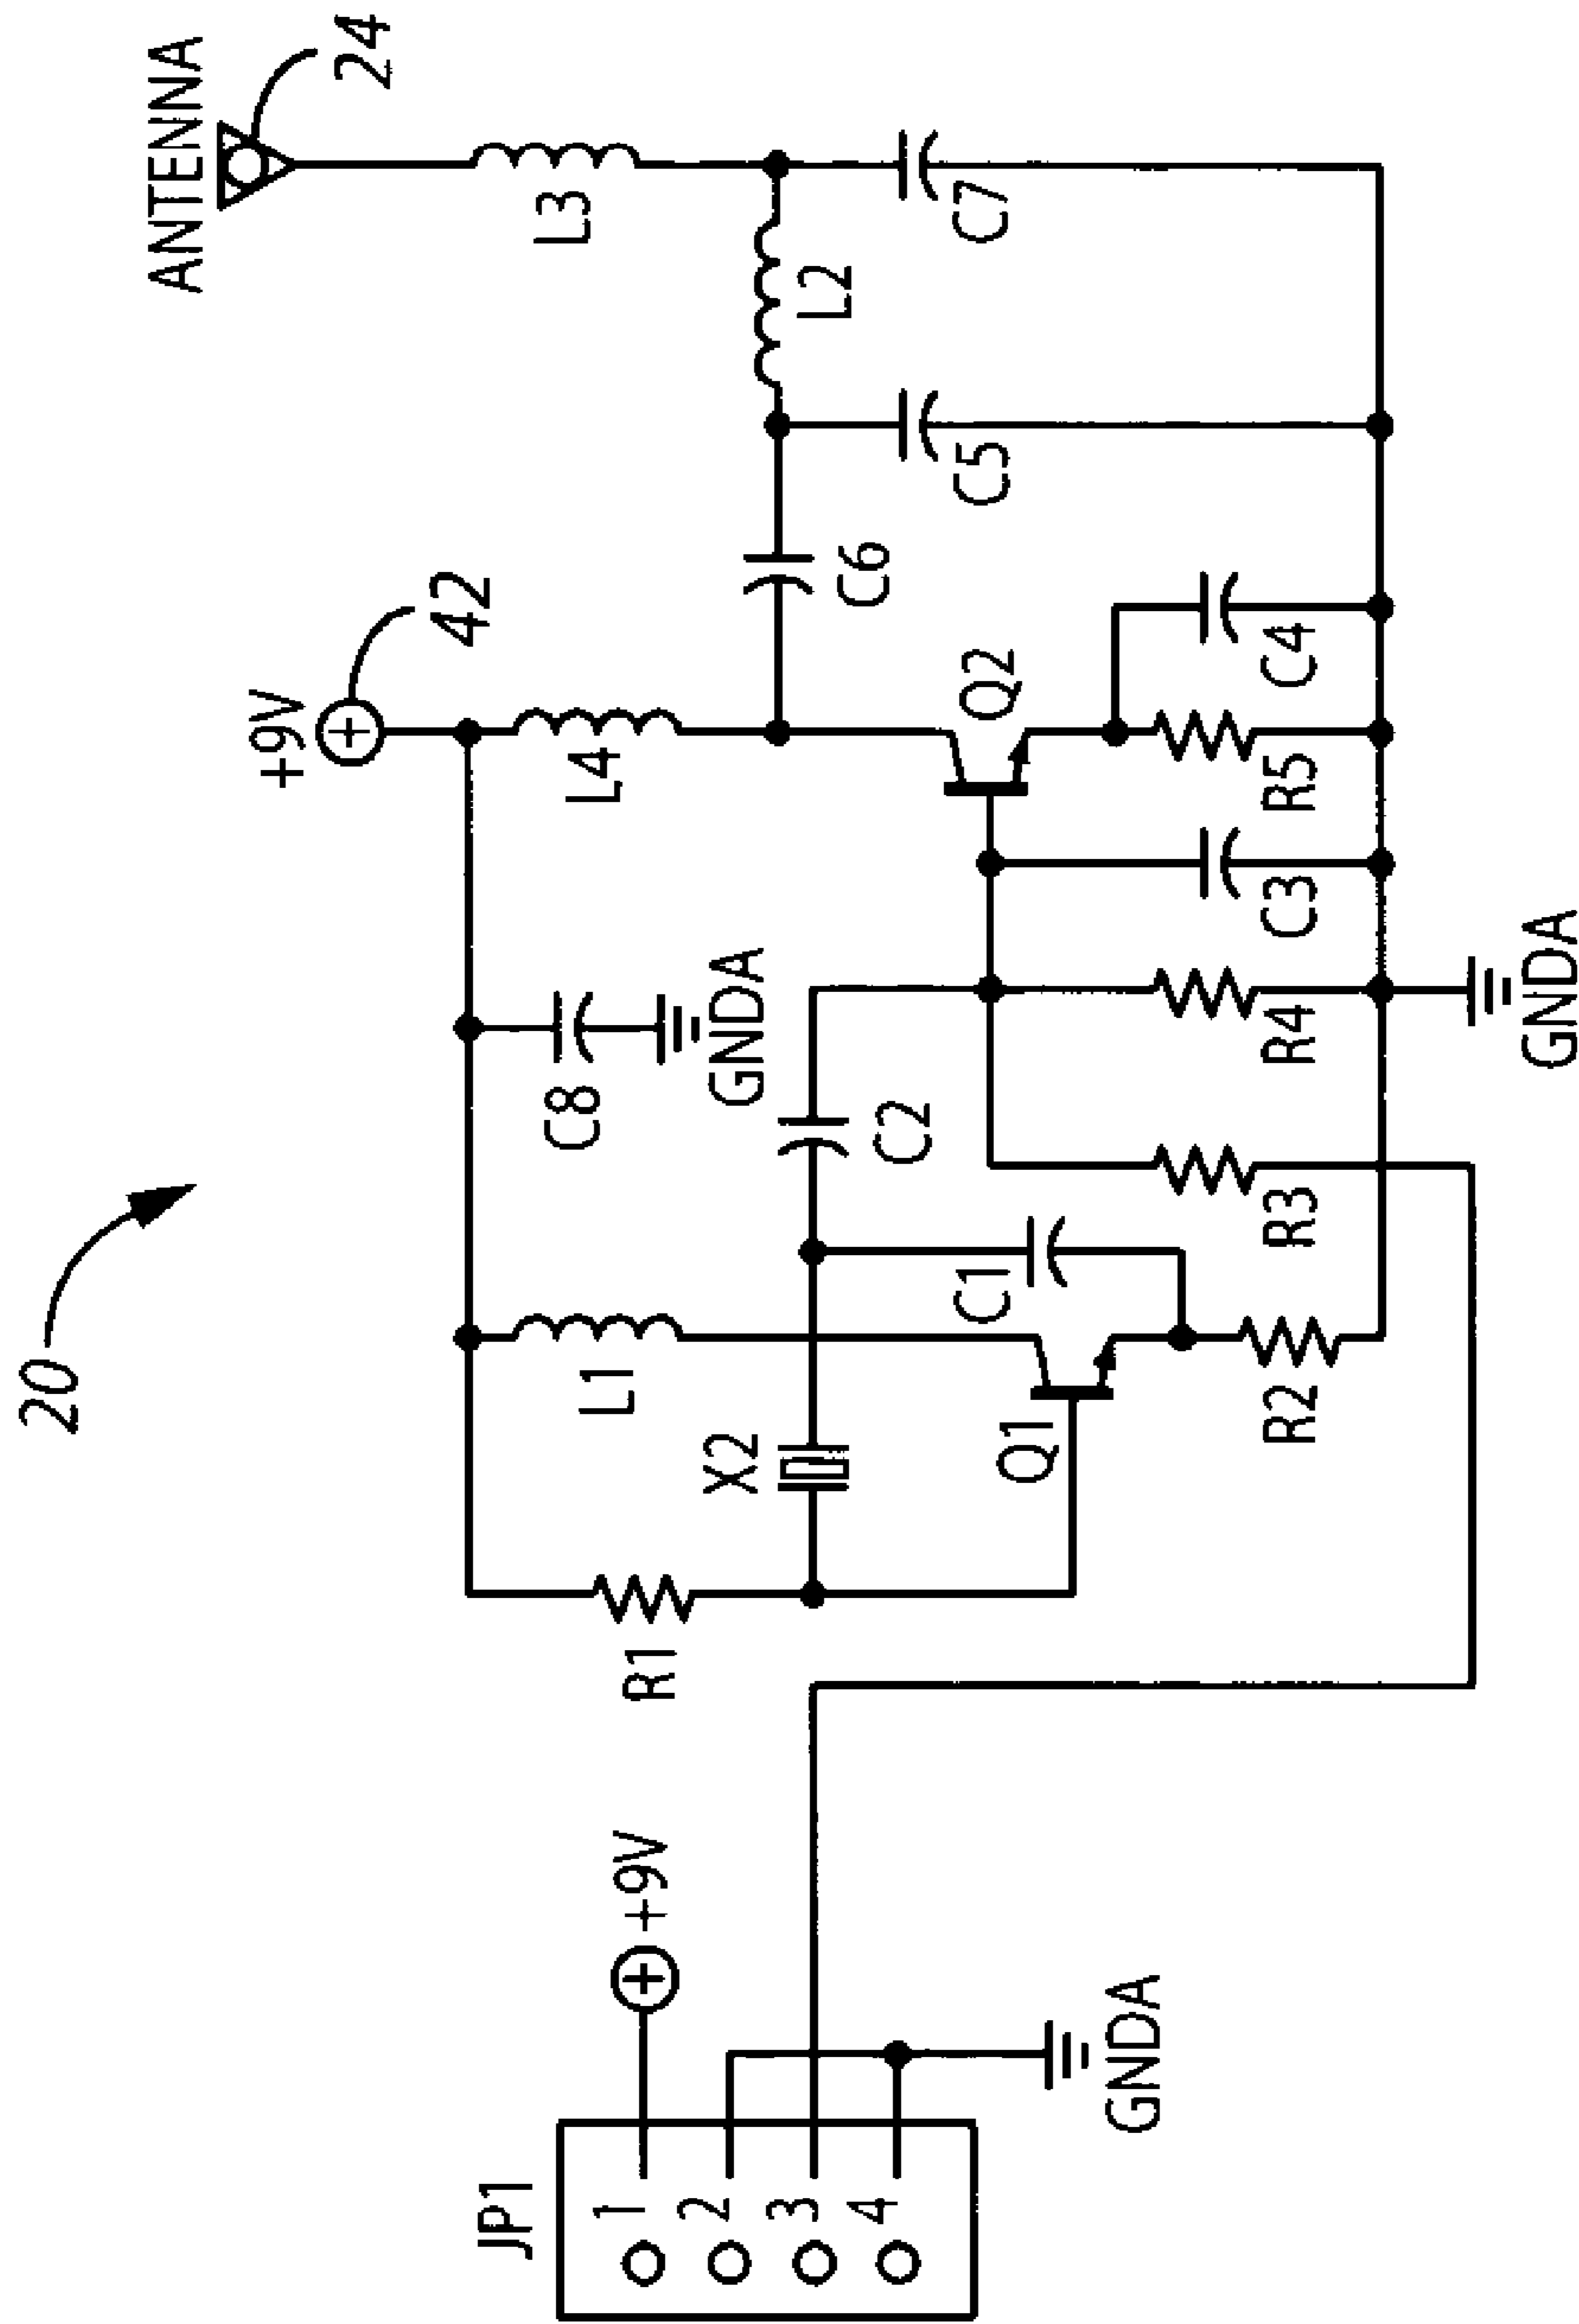 20
ANTENNA
24
+9V
42
L3
L4
L1
L2
C7
C8
GNDA
C6
C5
X2
R1
C2
Q2
C1
Q1
C4
R5
C3
R4
R3
R2
GNDA
JP1
+9V
1
2
3
4
GNDA